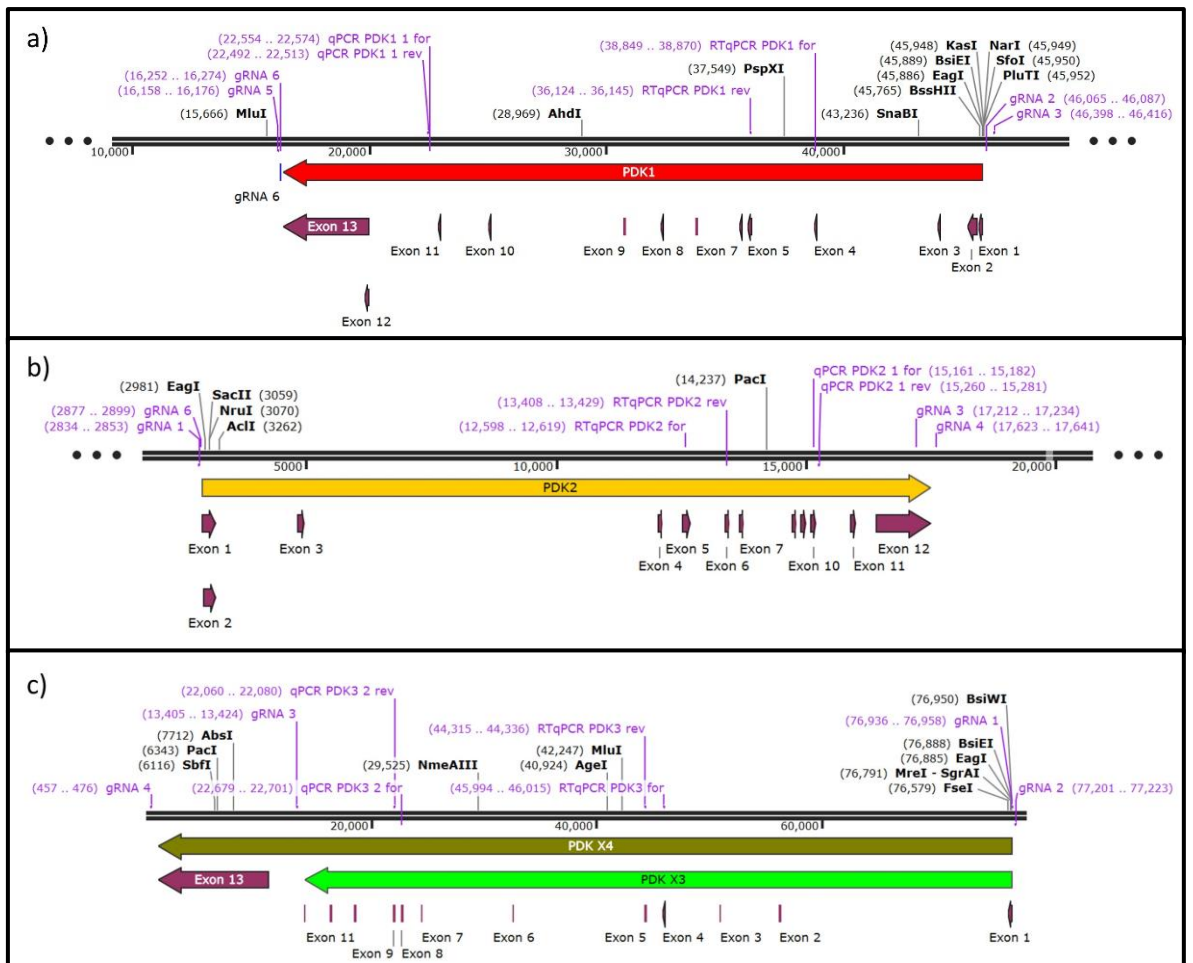 a)
(22,554 .. 22,574) qPCR PDK1 1 for
(22,492 .. 22,513) qPCR PDK1 1 rev
(16,252 .. 16,274) gRNA 6
(16,158 .. 16,176) gRNA 5
(15,666) MluI
(28,969) AhdI
(38,849 .. 38,870) RTqPCR PDK1 for
(37,549) PspXI
(36,124 .. 36,145) RTqPCR PDK1 rev
(43,236) SnaBI
(45,948) KasI NarI (45,949)
(45,889) BsiEI SfoI (45,950)
(45,886) EagI PluTI (45,952)
(45,765) BssHII gRNA 2 (46,065 .. 46,087)
gRNA 3 (46,398 .. 46,416)
10,000 20,000 30,000 40,000
PDK1
gRNA 6
Exon 13
Exon 11 Exon 10 Exon 9 Exon 8 Exon 7 Exon 5 Exon 4 Exon 3 Exon 1
Exon 2
Exon 12
b)
(2981) EagI
SacII (3059)
(2877 .. 2899) gRNA 6 NruI (3070)
(2834 .. 2853) gRNA 1 AclI (3262)
(14,237) PacI
(13,408 .. 13,429) RTqPCR PDK2 rev
(12,598 .. 12,619) RTqPCR PDK2 for
qPCR PDK2 1 for (15,161 .. 15,182)
qPCR PDK2 1 rev (15,260 .. 15,281)
gRNA 3 (17,212 .. 17,234)
gRNA 4 (17,623 .. 17,641)
5000 10,000 15,000 20,000
PDK2
Exon 1 Exon 3 Exon 5 Exon 7 Exon 12
Exon 4 Exon 6 Exon 10 Exon 11
Exon 2
c)
(22,060 .. 22,080) qPCR PDK3 2 rev
(13,405 .. 13,424) gRNA 3
(7712) AbsI
(6343) PacI
(6116) SbfI
(457 .. 476) gRNA 4
(22,679 .. 22,701) qPCR PDK3 2 for
(29,525) NmeAIII
(44,315 .. 44,336) RTqPCR PDK3 rev
(42,247) MluI
(40,924) AgeI
(45,994 .. 46,015) RTqPCR PDK3 for
(76,950) BsiWI
(76,936 .. 76,958) gRNA 1
(76,888) BsiEI
(76,885) EagI
(76,791) MreI - SgrAI
(76,579) FseI
gRNA 2 (77,201 .. 77,223)
20,000 40,000 60,000
PDK X4
Exon 13
PDK X3
Exon 11 Exon 7 Exon 6 Exon 5 Exon 4 Exon 3 Exon 2 Exon 1
Exon 9 Exon 8